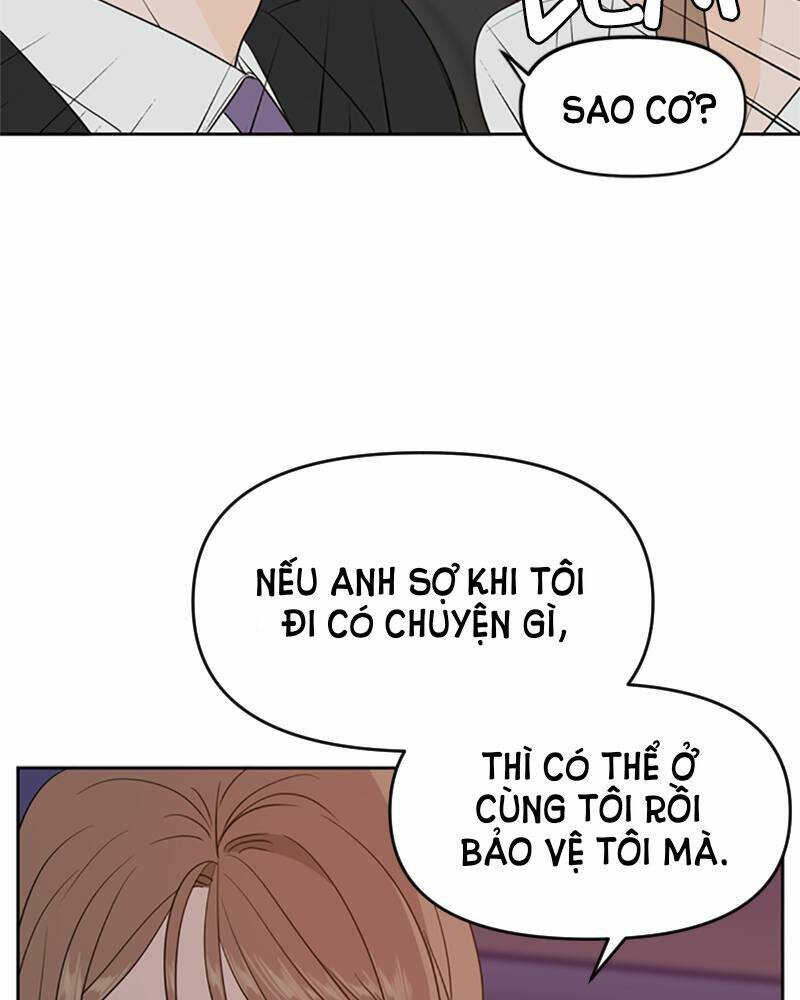 SAO CƠ?
NẾU ANH SỢ KHI TÔI
ĐI CÓ CHUYỆN GÌ,
THÌ CÓ THỂ Ở
CÙNG TÔI RỒI
BẢO VỆ TÔI MÀ.